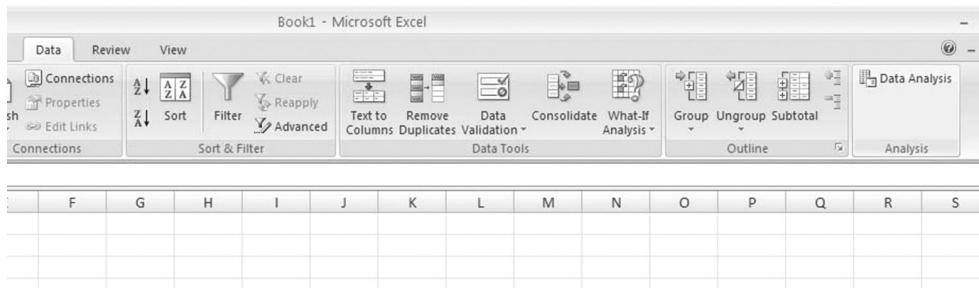 Book1 - Microsoft Excel
Data Review View
Connections
Properties
Edit Links
Connections
A Z
Z A
A Z Z A
Sort
Filter
Clear
Reapply
Advanced
Sort & Filter
Text to Columns
Remove Duplicates
Data Validation
Consolidate
What-If Analysis
Data Tools
Group
Ungroup
Subtotal
Outline
Data Analysis
Analysis
F G H I J K L M N O P Q R S